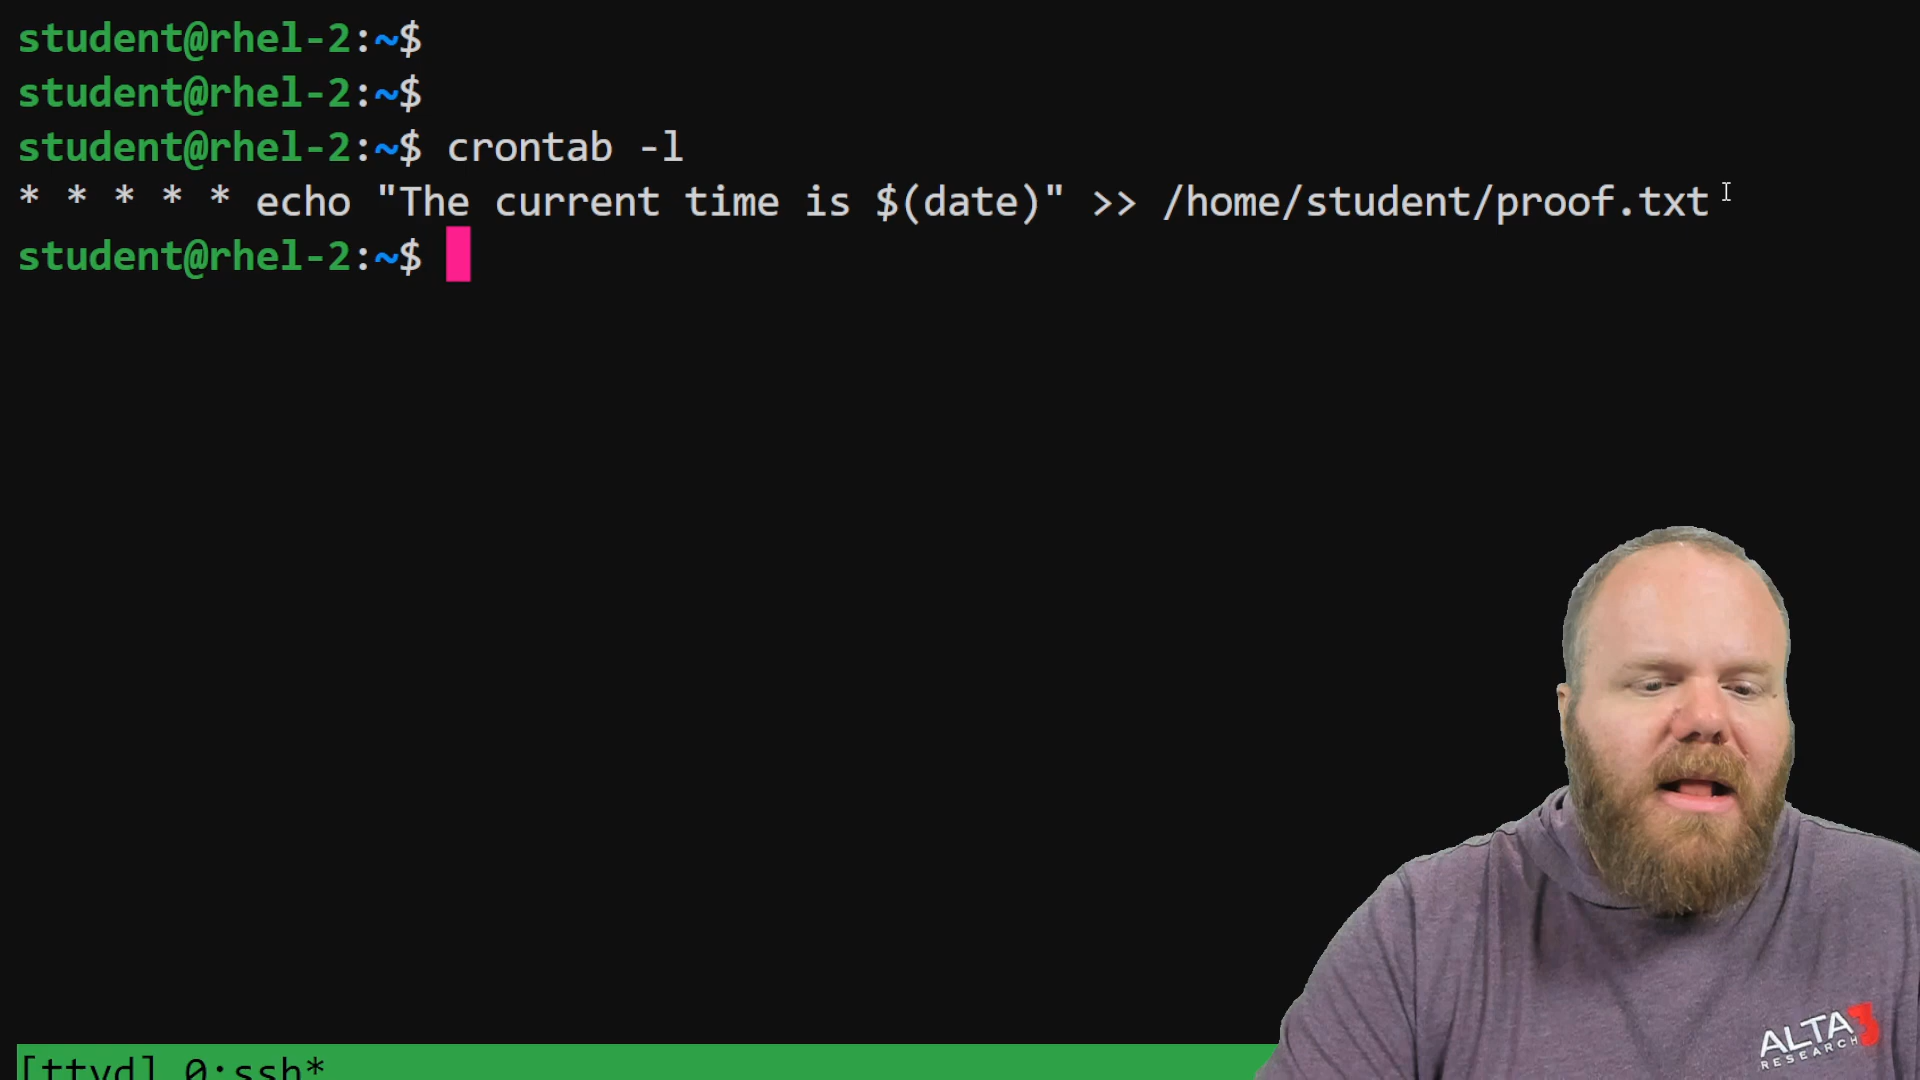 student@rhel-2:~$
student@rhel-2:~$
student@rhel-2:~$ crontab -l
* * * * * echo "The current time is $(date)" >> /home/student/proof.txt
student@rhel-2:~$
[ttyd] 0:ssh*
ALTA3
RESEARCH